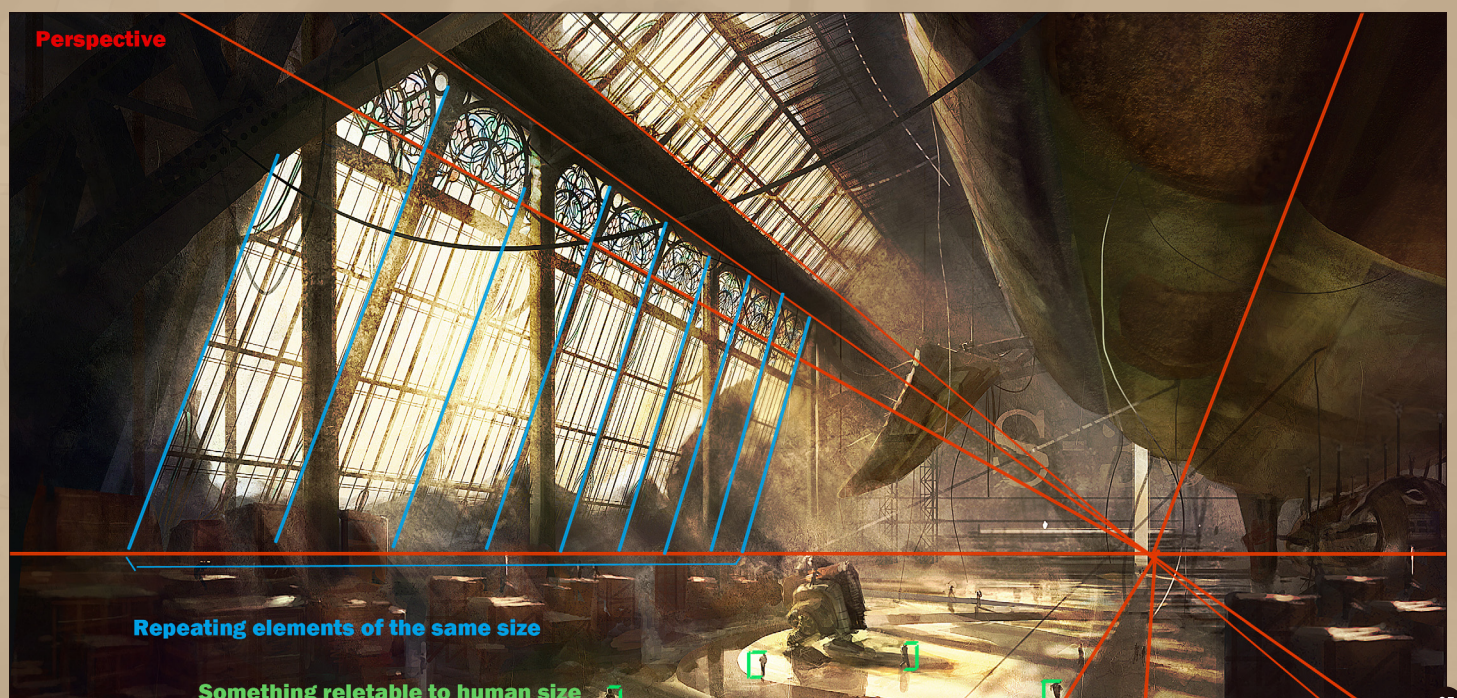 Perspective
S
Repeating elements of the same size
Something reletable to human size